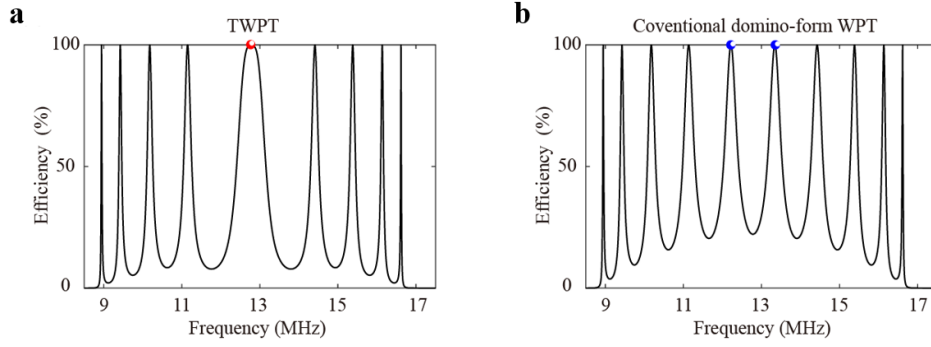 a
TWPT
100
50
0
Efficiency (%)
9 11 13 15 17
Frequency (MHz)
b
Coventional domino-form WPT
100
50
0
Efficiency (%)
9 11 13 15 17
Frequency (MHz)